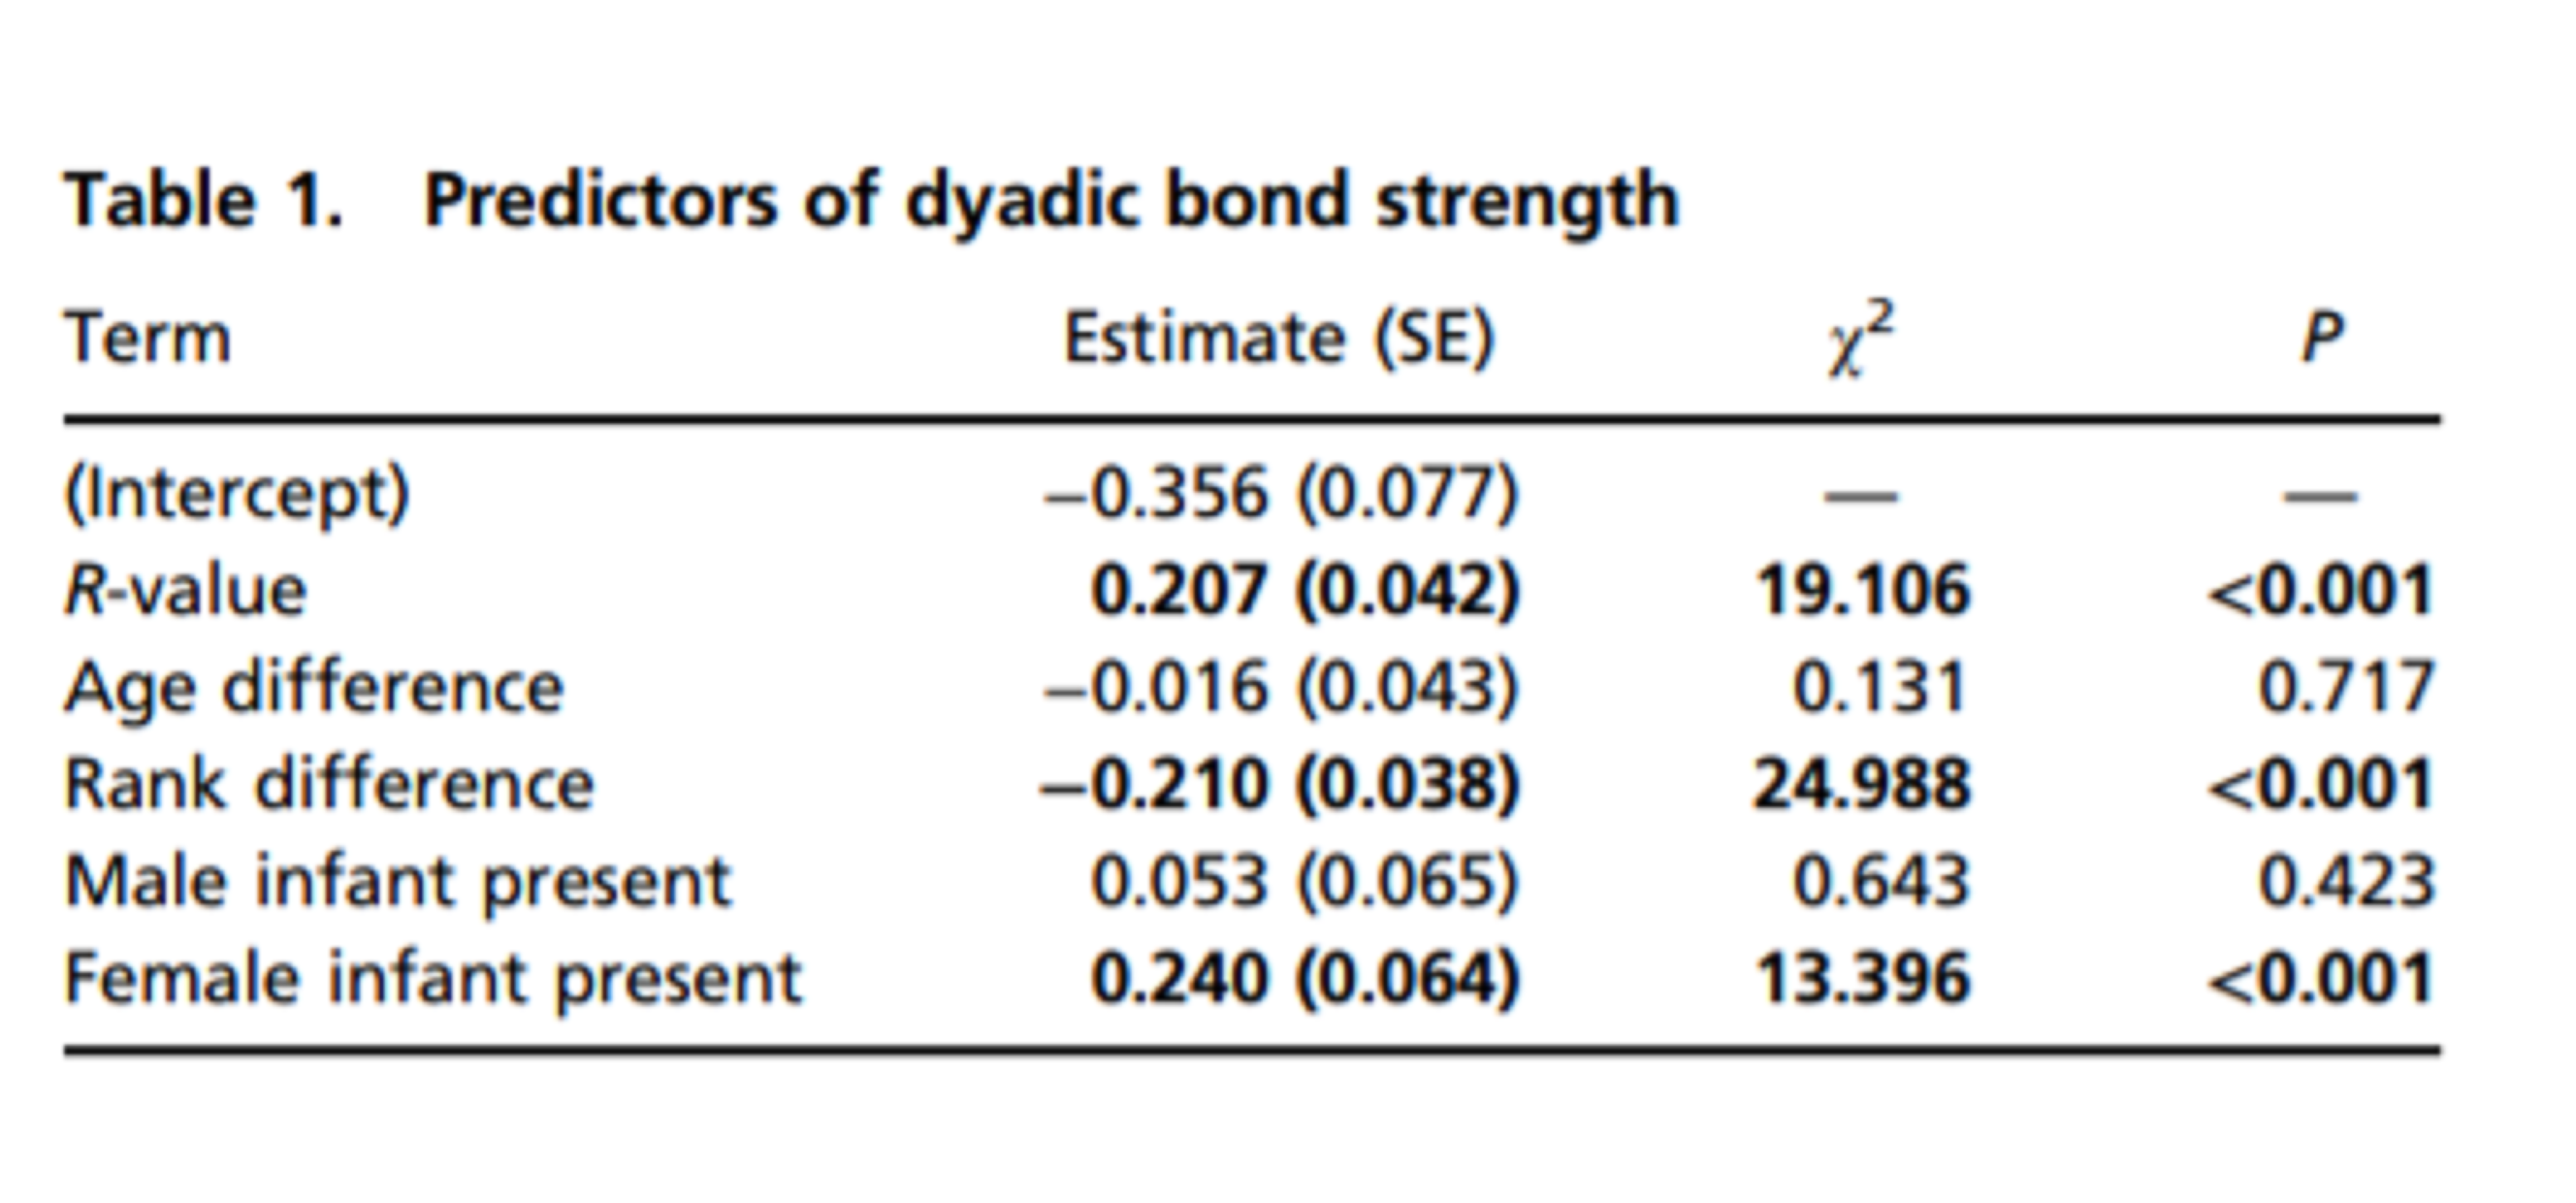 Table 1. Predictors of dyadic bond strength
Term Estimate (SE) χ² P
(Intercept) −0.356 (0.077) — —
R-value 0.207 (0.042) 19.106 <0.001
Age difference −0.016 (0.043) 0.131 0.717
Rank difference −0.210 (0.038) 24.988 <0.001
Male infant present 0.053 (0.065) 0.643 0.423
Female infant present 0.240 (0.064) 13.396 <0.001